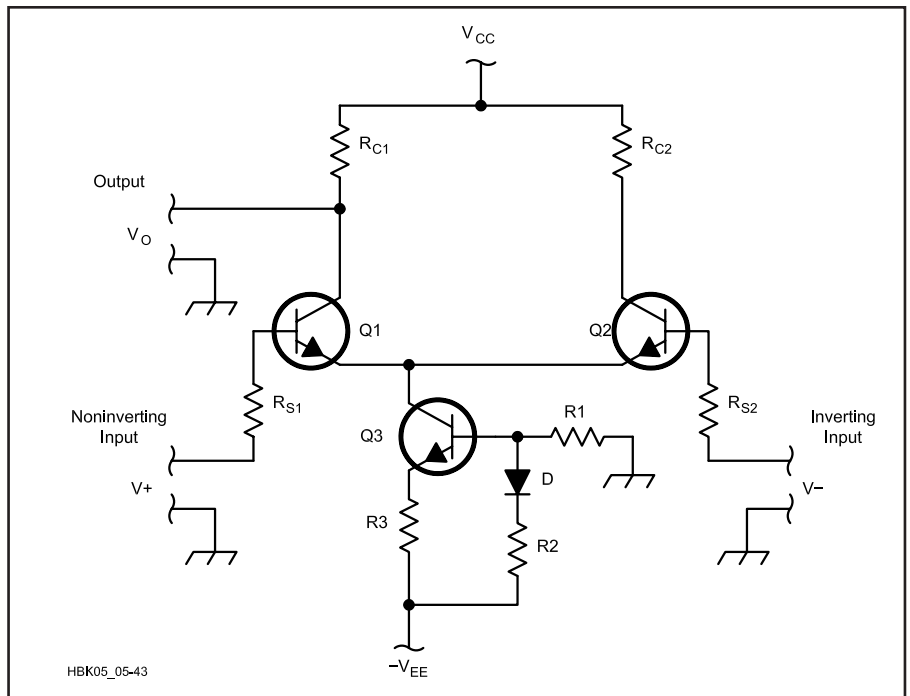 V CC
R C1
R C2
Output
V O
Q1
Q2
R S1
R S2
Noninverting
Input
Inverting
Input
R1
Q3
V+
D
V–
R3
R2
–V EE
HBK05_05-43